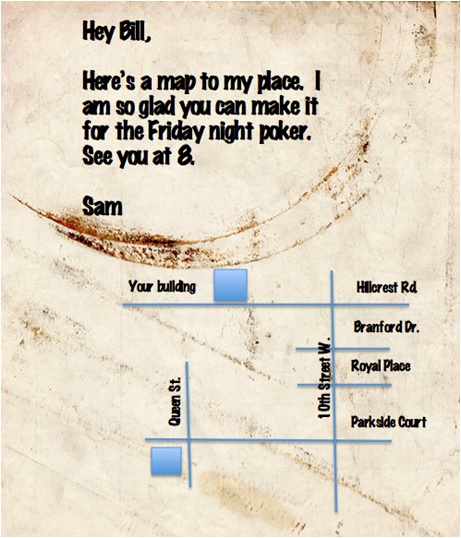 Hey Bill,
Here's a map to my place. I
am so glad you can make it
for the Friday night poker.
See you at 8.
Sam
Your building
Hillcrest Rd.
Branford Dr.
Royal Place
10th Street W.
Queen St.
Parkside Court